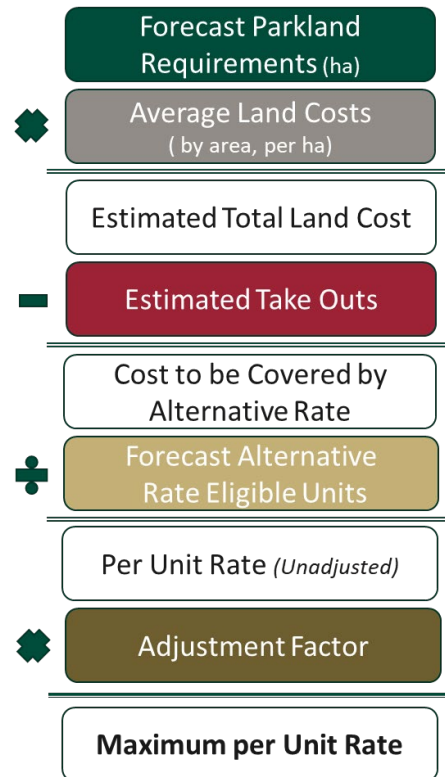 Forecast Parkland
Requirements (ha)
Average Land Costs
( by area, per ha)
Estimated Total Land Cost
Estimated Take Outs
Cost to be Covered by
Alternative Rate
Forecast Alternative
Rate Eligible Units
Per Unit Rate (Unadjusted)
Adjustment Factor
Maximum per Unit Rate